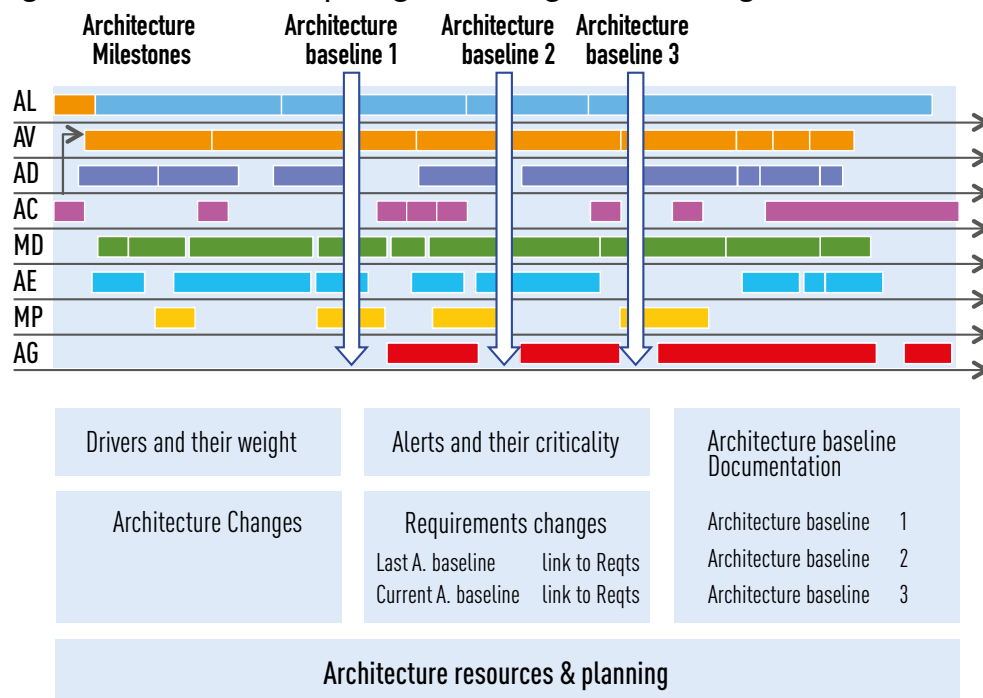 Architecture
Milestones
Architecture
baseline 1
Architecture
baseline 2
Architecture
baseline 3
AL
AV
AD
AC
MD
AE
MP
AG
Drivers and their weight
Alerts and their criticality
Architecture baseline
Documentation
Architecture baseline 1
Architecture baseline 2
Architecture baseline 3
Architecture Changes
Requirements changes
Last A. baseline link to Reqts
Current A. baseline link to Reqts
Architecture resources & planning